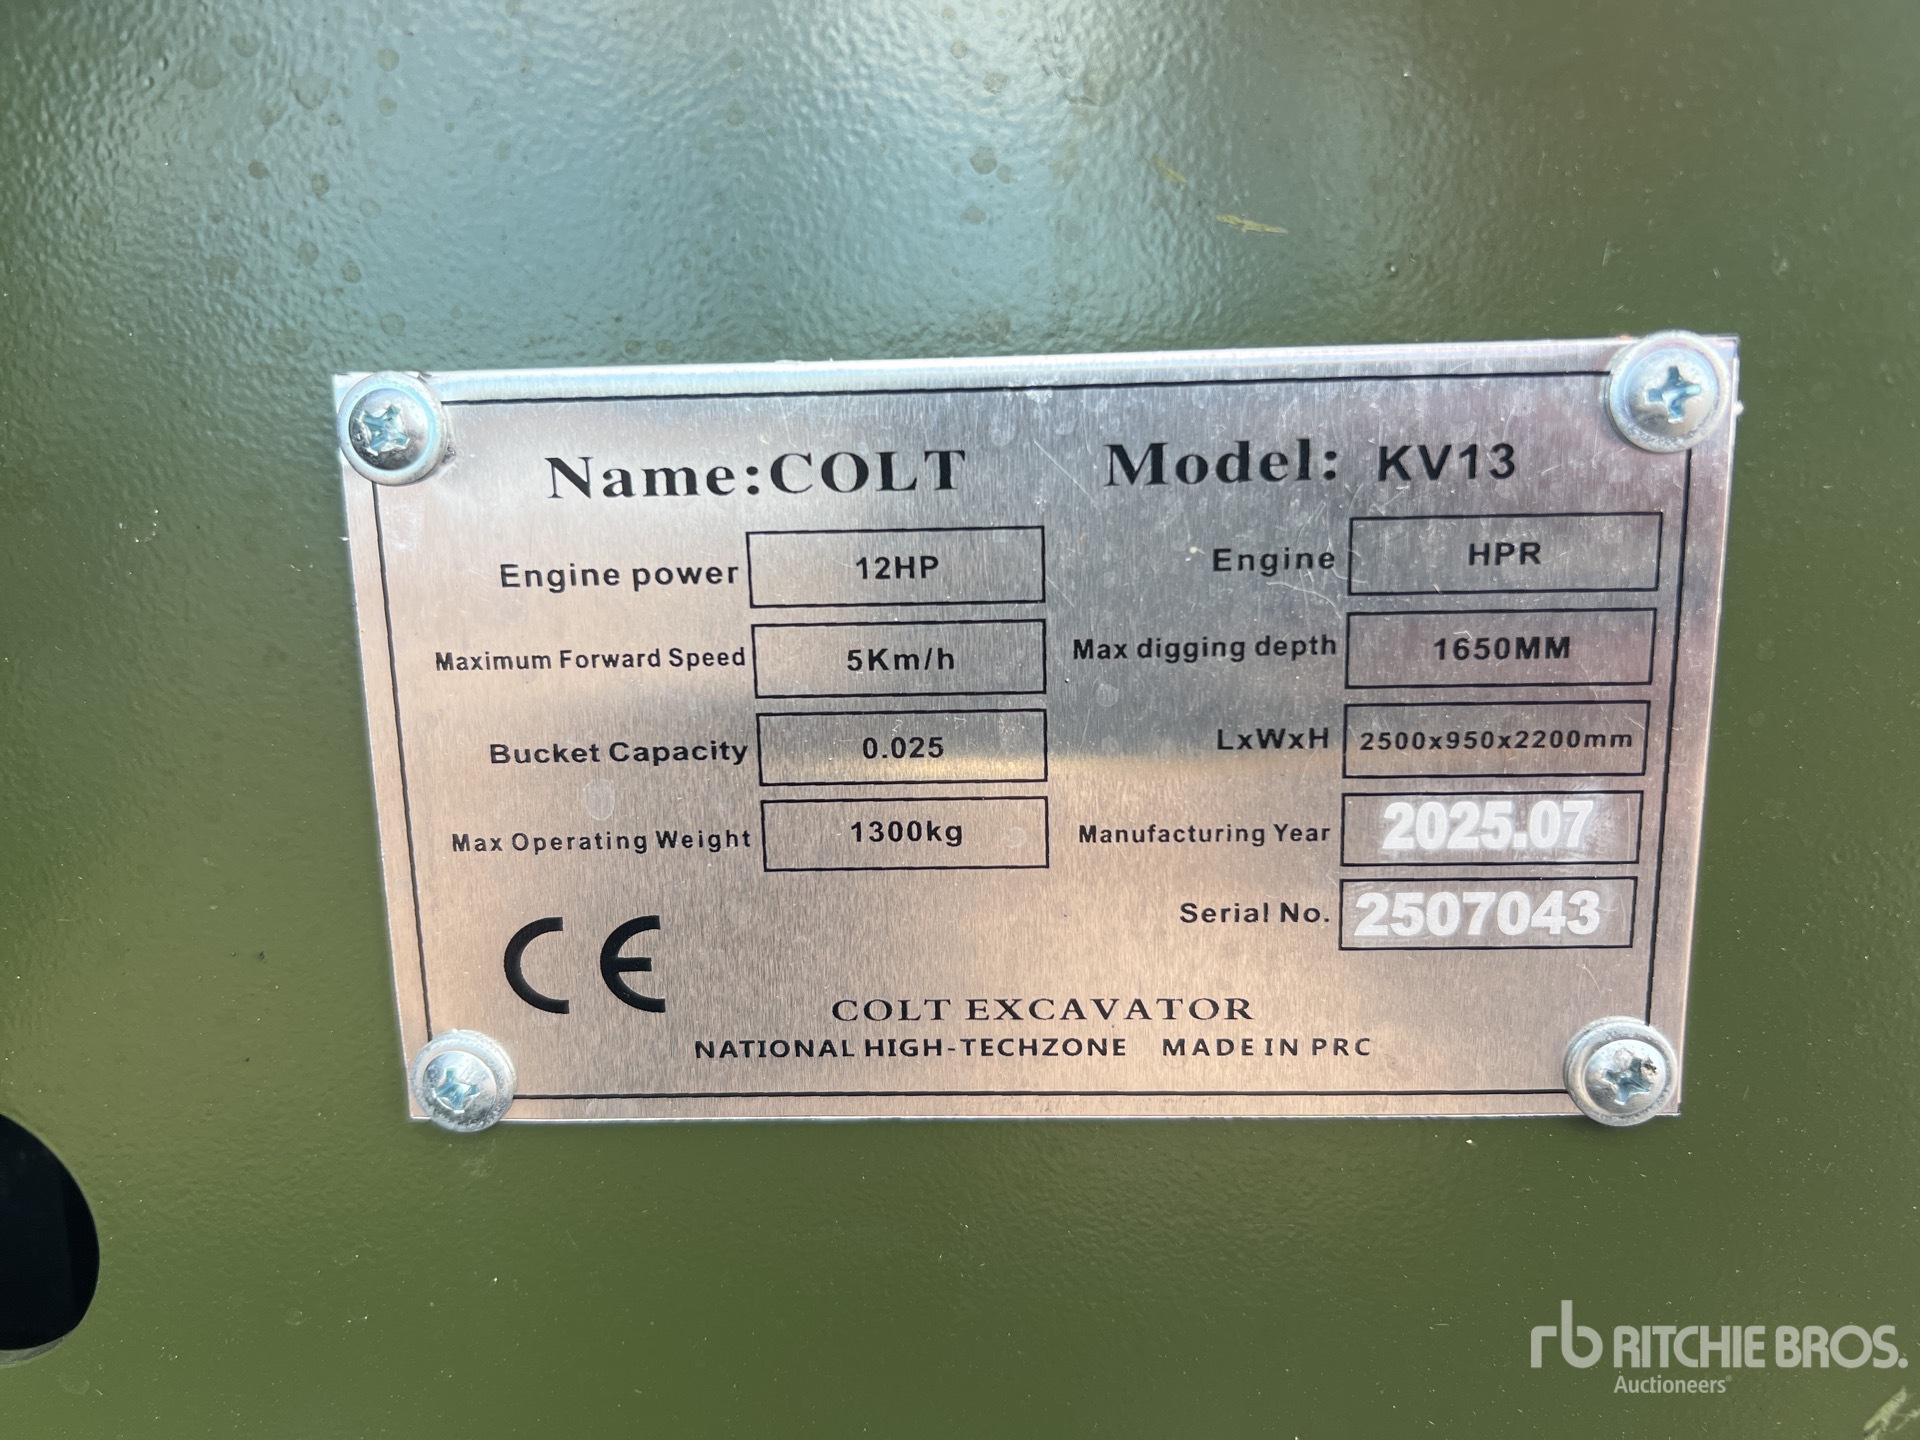 Name:COLT Model: KV13
Engine power 12HP Engine HPR
Maximum Forward Speed 5Km/h Max digging depth 1650MM
Bucket Capacity 0.025 LxWxH 2500x950x2200mm
Max Operating Weight 1300kg Manufacturing Year 2025.07
Serial No. 2507043
CE
COLT EXCAVATOR
NATIONAL HIGH-TECHZONE MADE IN PRC
rb RITCHIE BROS.
Auctioneers